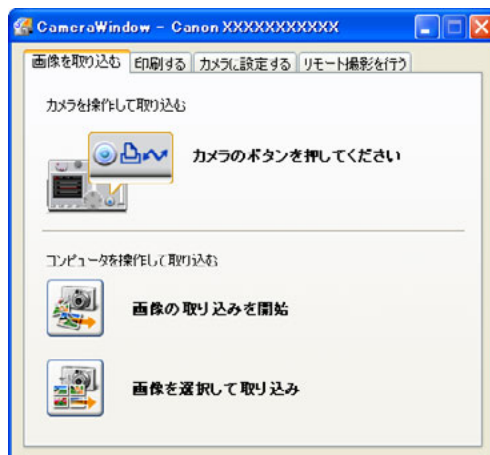 CameraWindow - Canon XXXXXXXXXXX
画像を取り込む 印刷する カメラに設定する リモート撮影を行う
カメラを操作して取り込む
カメラのボタンを押してください
コンピュータを操作して取り込む
画像の取り込みを開始
画像を選択して取り込み